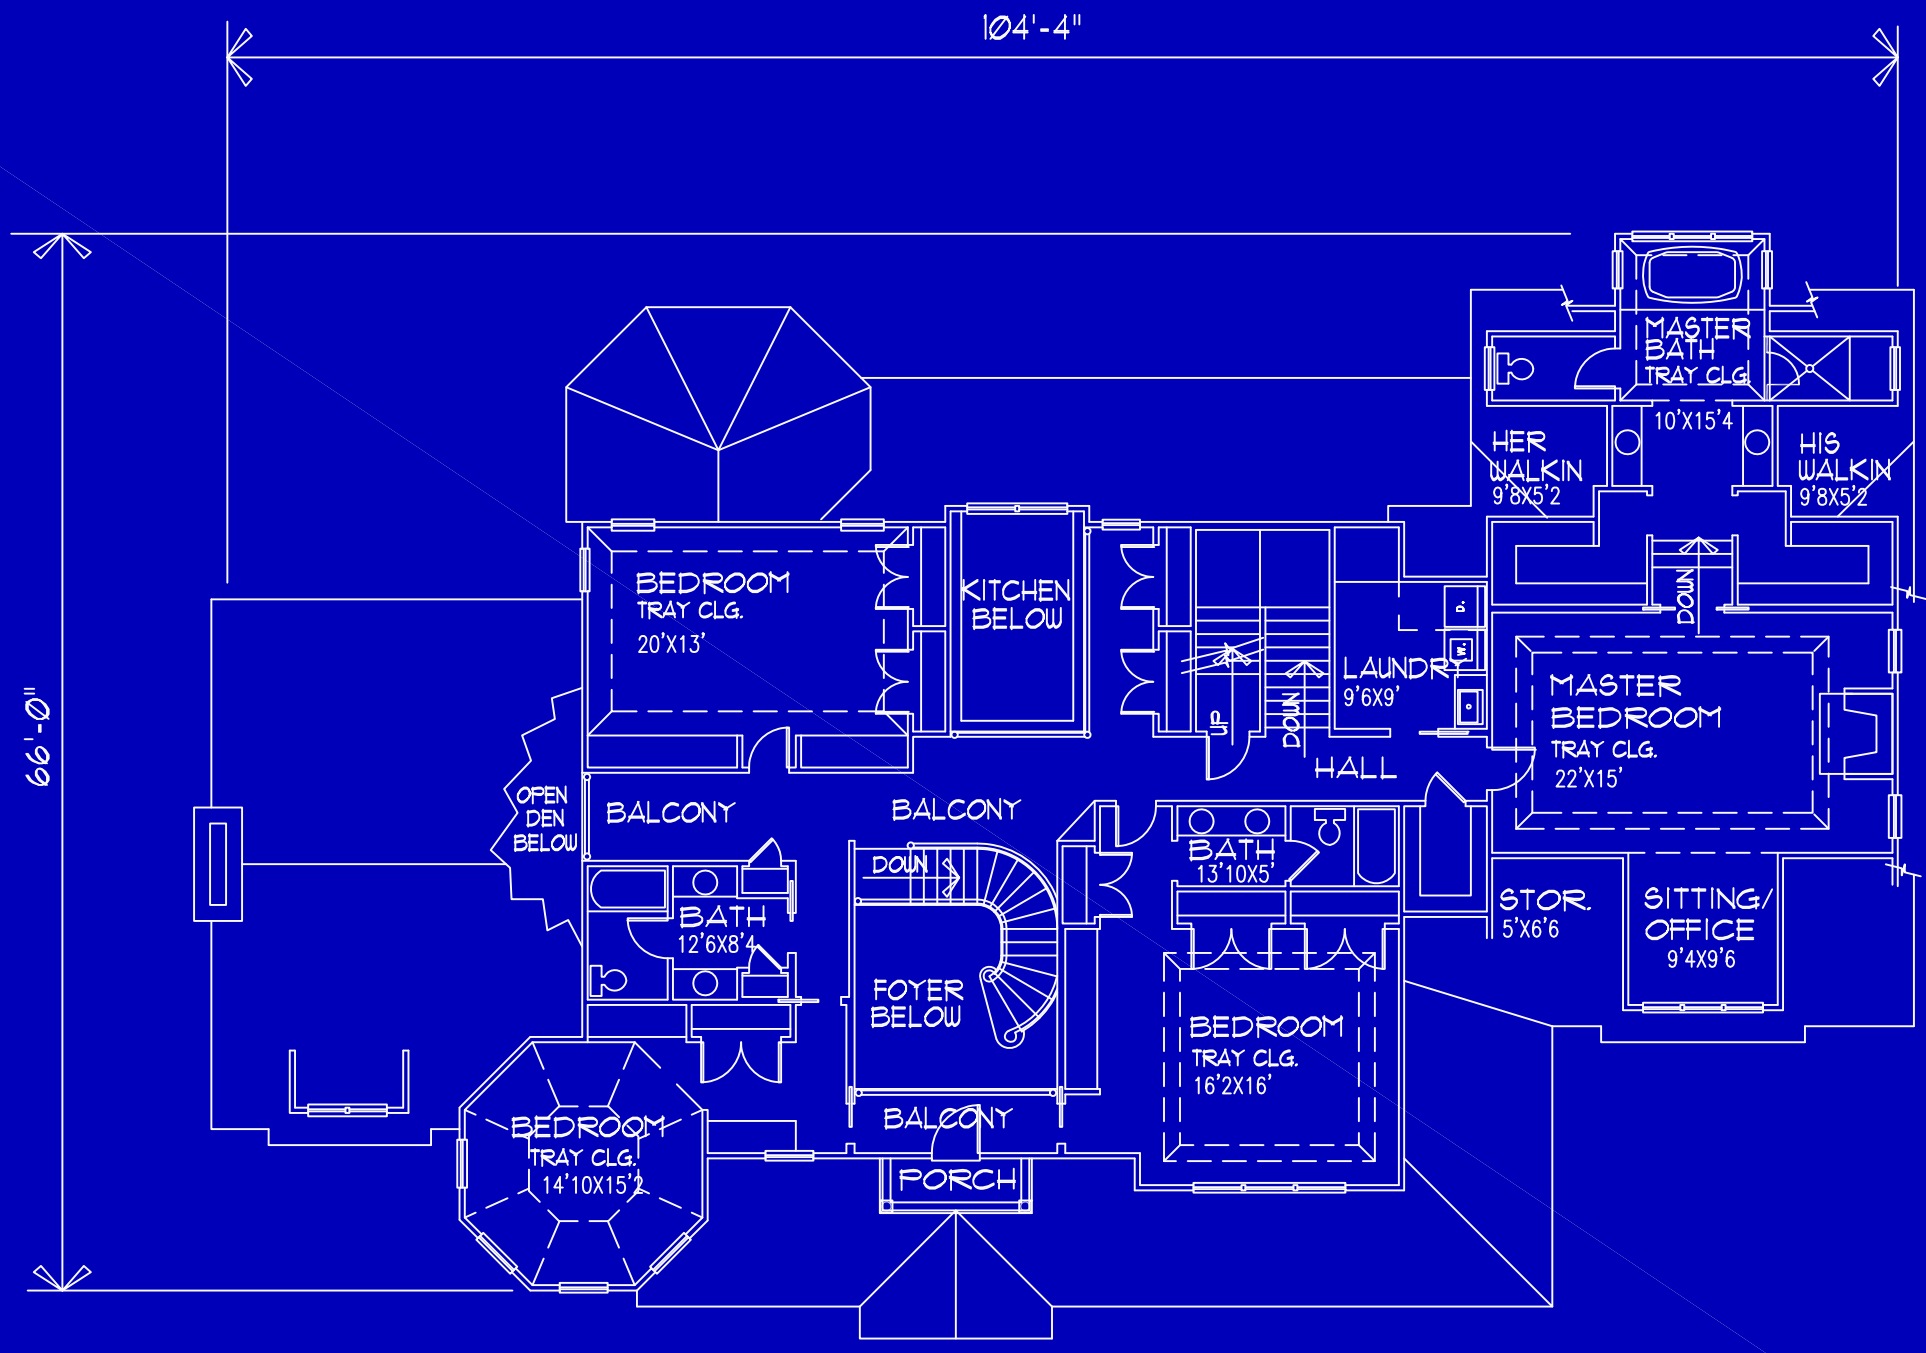 104'-4"
66'-0"
MASTER
BATH
TRAY CLG.
10'X15'4
HER
WALKIN
9'8X5'2
HIS
WALKIN
9'8X5'2
BEDROOM
TRAY CLG.
20'X13'
KITCHEN
BELOW
UP
DOWN
LAUNDRY
9'6X9'
D.
W.
DOWN
MASTER
BEDROOM
TRAY CLG.
22'X15'
HALL
OPEN
DEN
BELOW
BALCONY
BALCONY
DOWN
BATH
13'10X5'
BATH
12'6X8'4
STOR.
5'X6'6
SITTING/
OFFICE
9'4X9'6
FOYER
BELOW
BEDROOM
TRAY CLG.
16'2X16'
BALCONY
BEDROOM
TRAY CLG.
14'10X15'2
PORCH